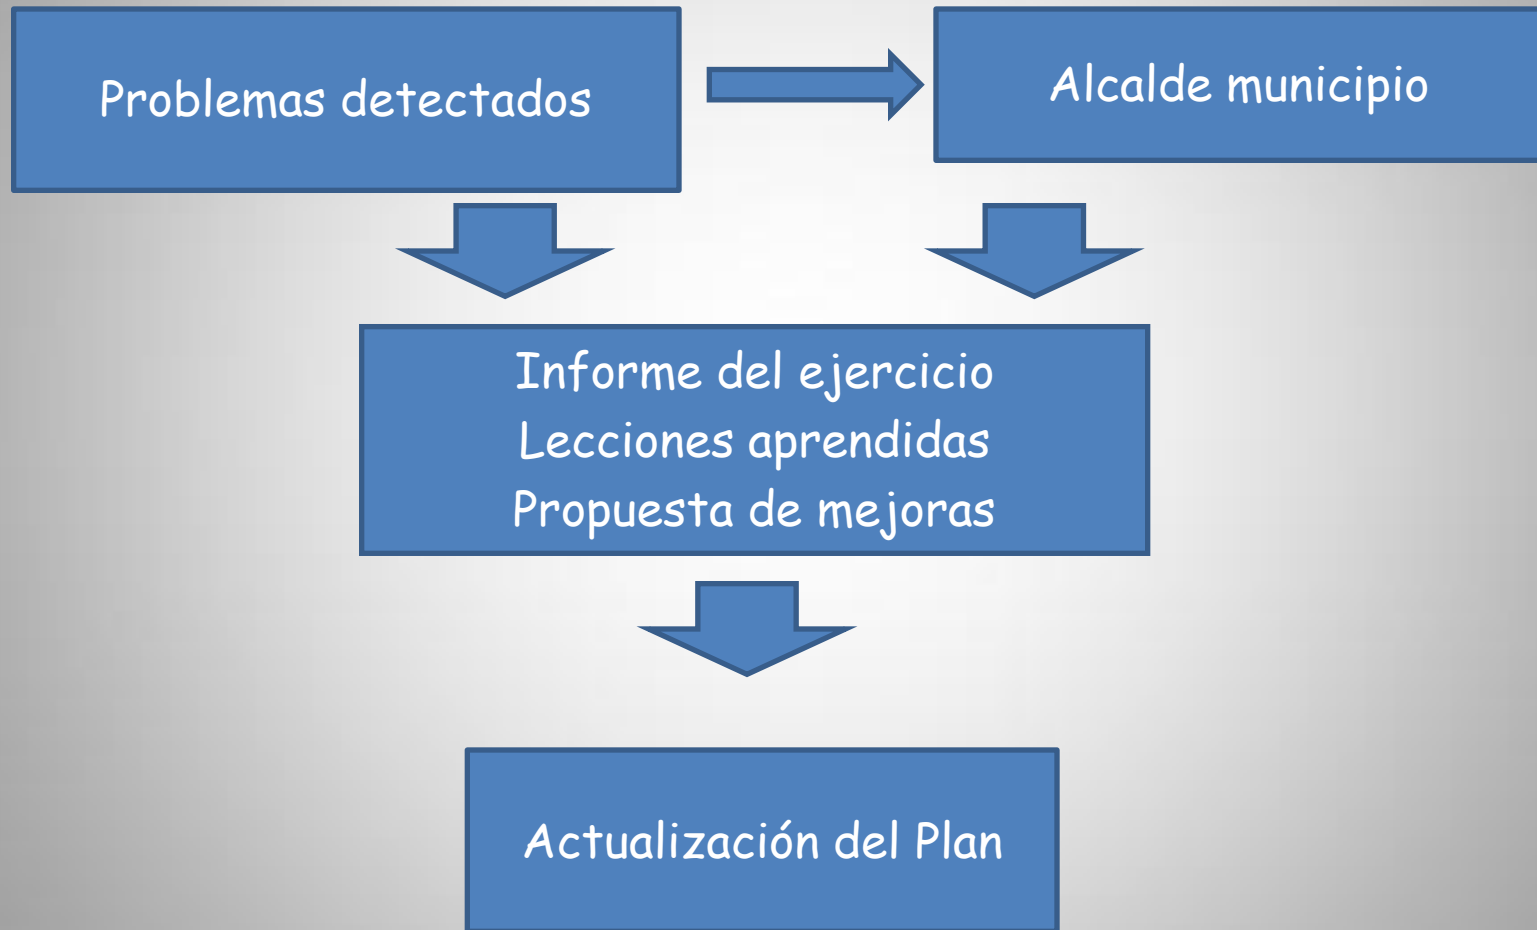 Problemas detectados
Alcalde municipio
Informe del ejercicio
Lecciones aprendidas
Propuesta de mejoras
Actualización del Plan